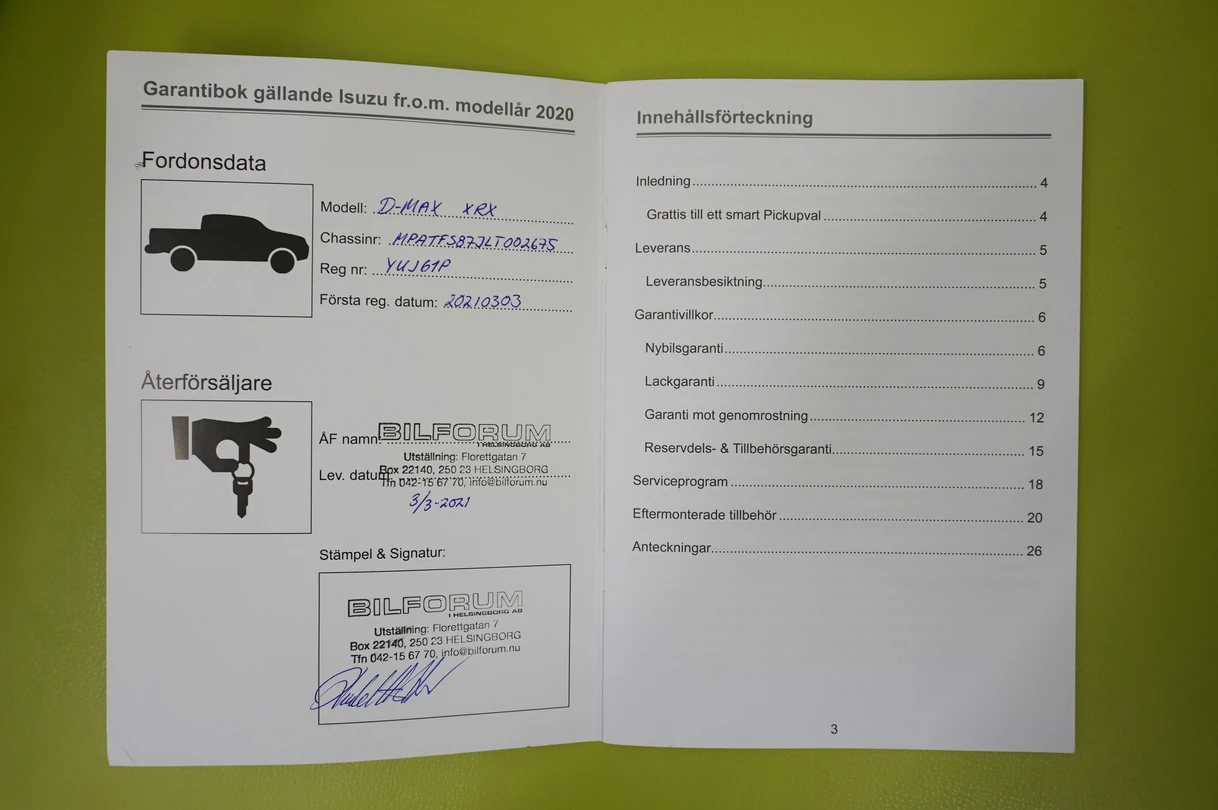 Garantibok gällande Isuzu fr.o.m. modellår 2020
Fordonsdata
Modell: D-MAX XRX
Chassinr: MPATFS87JLT002675
Reg nr: YUJ61P
Första reg. datum: 20210303
Återförsäljare
ÅF namn: BILFORUM
I HELSINGBORG AB
Utställning: Florettgatan 7
Box 22140, 250 23 HELSINGBORG
Lev. datum:
Tfn 042-15 67 70, info@bilforum.nu
3/3-2021
Stämpel & Signatur:
BILFORUM
I HELSINGBORG AB
Utställning: Florettgatan 7
Box 22140, 250 23 HELSINGBORG
Tfn 042-15 67 70, info@bilforum.nu
Innehållsförteckning
Inledning 4
Grattis till ett smart Pickupval 4
Leverans 5
Leveransbesiktning 5
Garantivillkor 6
Nybilsgaranti 6
Lackgaranti 9
Garanti mot genomrostning 12
Reservdels- & Tillbehörsgaranti 15
Serviceprogram 18
Eftermonterade tillbehör 20
Anteckningar 26
3